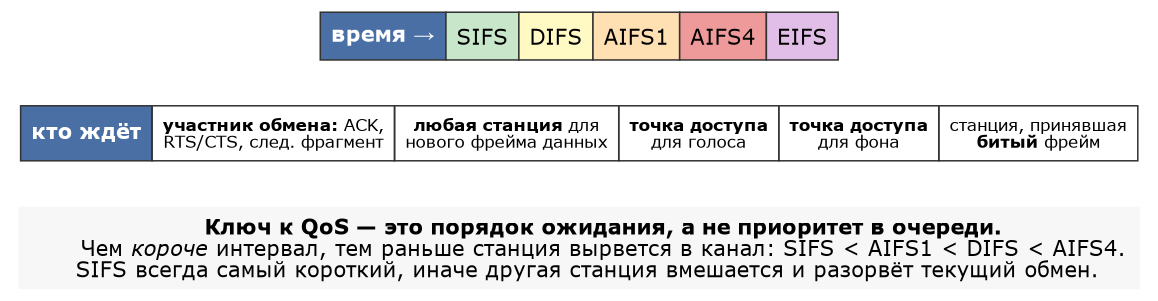 время → SIFS DIFS AIFS1 AIFS4 EIFS
кто ждёт
участник обмена: ACK,
RTS/CTS, след. фрагмент
любая станция для
нового фрейма данных
точка доступа
для голоса
точка доступа
для фона
станция, принявшая
битый фрейм
Ключ к QoS — это порядок ожидания, а не приоритет в очереди.
Чем короче интервал, тем раньше станция вырвется в канал: SIFS < AIFS1 < DIFS < AIFS4.
SIFS всегда самый короткий, иначе другая станция вмешается и разорвёт текущий обмен.